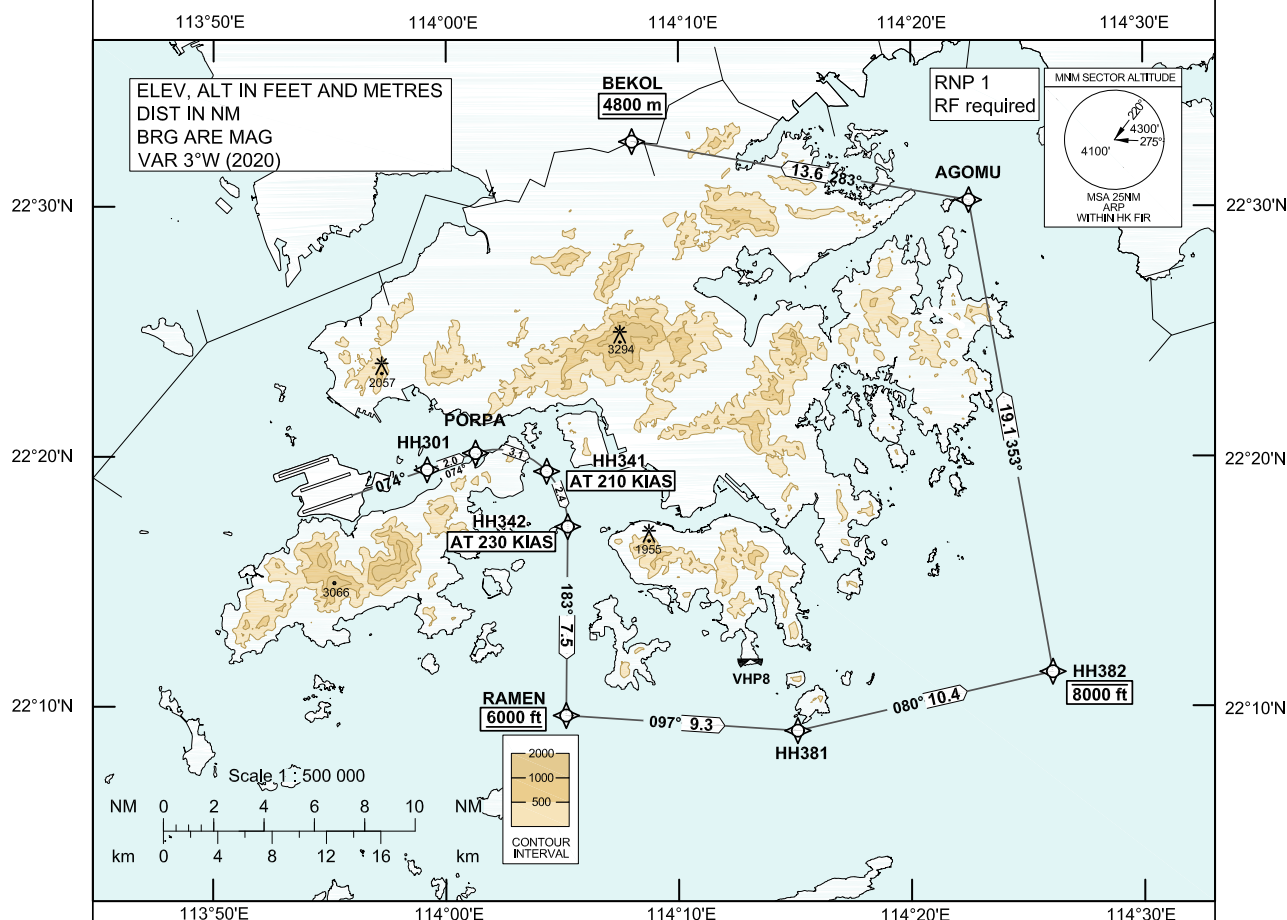 113°50'E 114°00'E 114°10'E 114°20'E 114°30'E
ELEV, ALT IN FEET AND METRES
DIST IN NM
BRG ARE MAG
VAR 3°W (2020)
BEKOL
4800 m
RNP 1
RF required
MNM SECTOR ALTITUDE
220°
4300'
275°
4100'
MSA 25NM
ARP
WITHIN HK FIR
13.6 283°
AGOMU
22°30'N 22°30'N
3294
2057
19.1 353°
PORPA
HH301
074° 2.0 074° 3.1
22°20'N 22°20'N
HH341
AT 210 KIAS
2.4
HH342
AT 230 KIAS
1955
3066
183° 7.5
VHP8
HH382
8000 ft
RAMEN
6000 ft
097° 9.3
080° 10.4
HH381
22°10'N 22°10'N
2000
1000
500
CONTOUR
INTERVAL
Scale 1 : 500 000
NM 0 2 4 6 8 10 NM
km 0 4 8 12 16 km
113°50'E 114°00'E 114°10'E 114°20'E 114°30'E